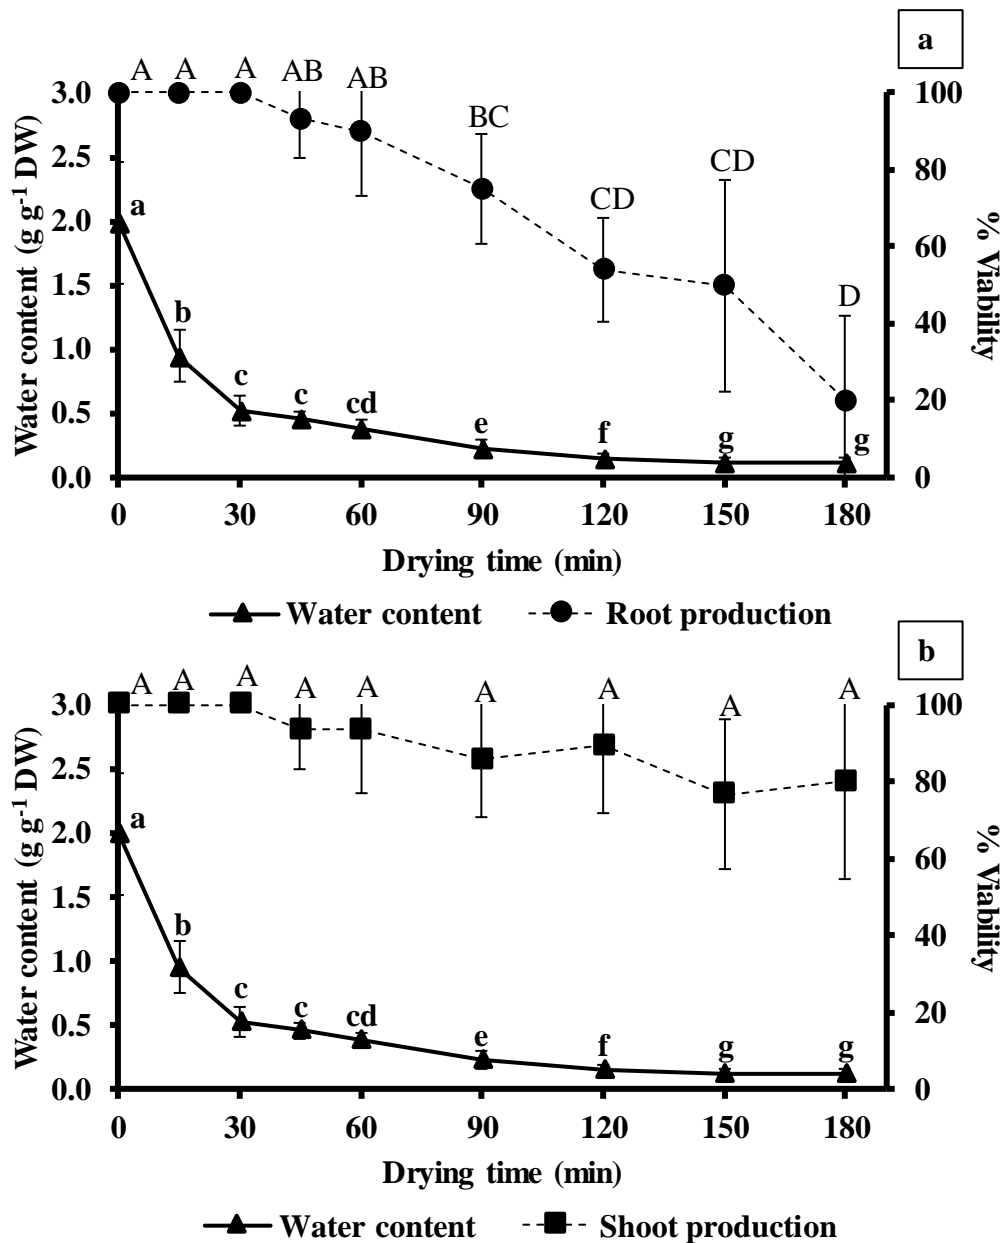 a
A A A AB AB BC CD CD D
3.0 2.5 2.0 1.5 1.0 0.5 0.0
Water content (g g⁻¹ DW)
a b c c cd e f g g
100 80 60 40 20 0
% Viability
0 30 60 90 120 150 180
Drying time (min)
Water content Root production
b
A A A A A A A A A
3.0 2.5 2.0 1.5 1.0 0.5 0.0
Water content (g g⁻¹ DW)
a b c c cd e f g g
100 80 60 40 20 0
% Viability
0 30 60 90 120 150 180
Drying time (min)
Water content Shoot production